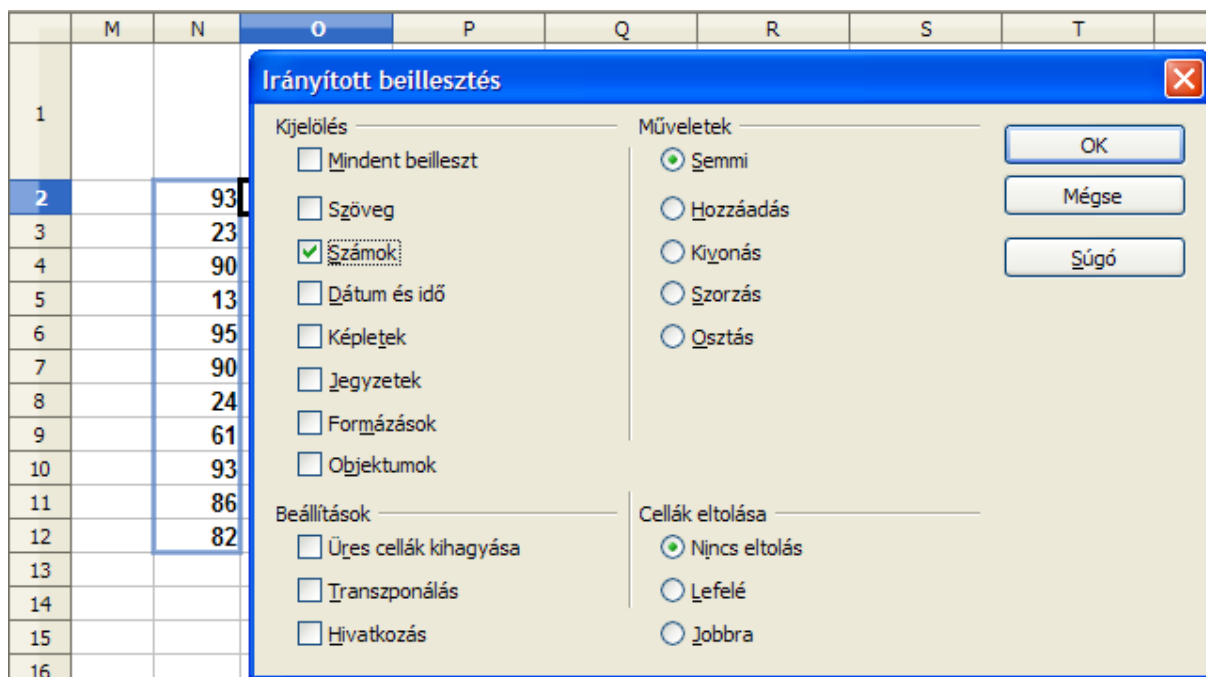 M N O P Q R S T
Irányított beillesztés
1
Kijelölés Műveletek
Mindent beilleszt Semmi OK
2 93 Szöveg Hozzáadás Mégse
3 23
4 90 Számok Kivonás Súgó
5 13 Dátum és idő Szorzás
6 95 Képletek Osztás
7 90 Jegyzetek
8 24
9 61 Formázások
10 93 Objektumok
11 86 Beállítások Cellák eltolása
12 82 Üres cellák kihagyása Nincs eltolás
13
14 Transzponálás Lefelé
15 Hivatkozás Jobbra
16